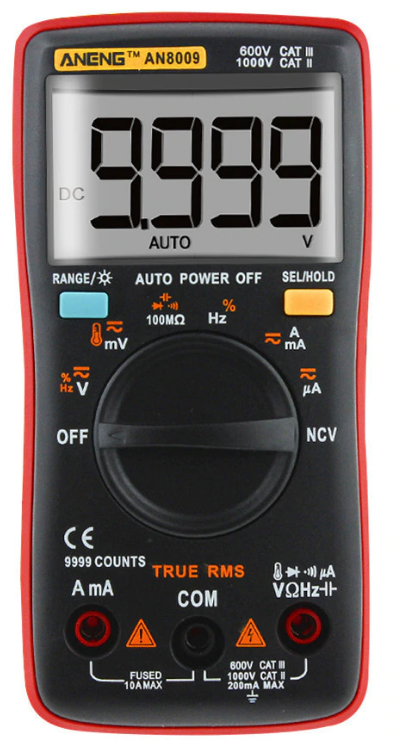 ANENG™ AN8009
600V CAT III
1000V CAT II
DC
9.999
AUTO
V
RANGE/
AUTO POWER OFF
SEL/HOLD
mV
100MΩ
Hz %
A
mA
% Hz V
μA
OFF
NCV
CE
9999 COUNTS
TRUE RMS
μA
A mA
COM
VΩHz
FUSED
10A MAX
600V CAT III
1000V CAT II
200mA MAX